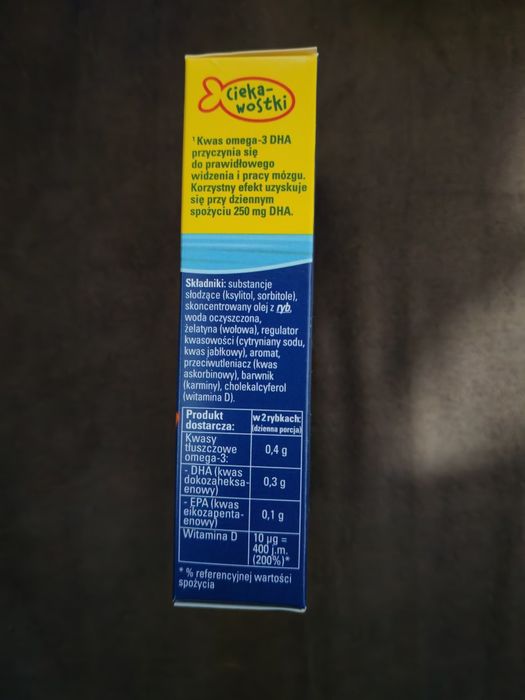 Cieka-
wostki
¹ Kwas omega-3 DHA
przyczynia się
do prawidłowego
widzenia i pracy mózgu.
Korzystny efekt uzyskuje
się przy dziennym
spożyciu 250 mg DHA.
Składniki: substancje
słodzące (ksylitol, sorbitole),
skoncentrowany olej z ryb,
woda oczyszczona,
żelatyna (wołowa), regulator
kwasowości (cytryniany sodu,
kwas jabłkowy), aromat,
przeciwutleniacz (kwas
askorbinowy), barwnik
(karminy), cholekalcyferol
(witamina D).
Produkt dostarcza: w 2 rybkach: (dzienna porcja)
Kwasy
tłuszczowe
omega-3: 0,4 g
- DHA (kwas
dokozaheksa-
enowy) 0,3 g
- EPA (kwas
eikozapenta-
enowy) 0,1 g
Witamina D 10 µg =
400 j.m.
(200%)*
* % referencyjnej wartości
spożycia